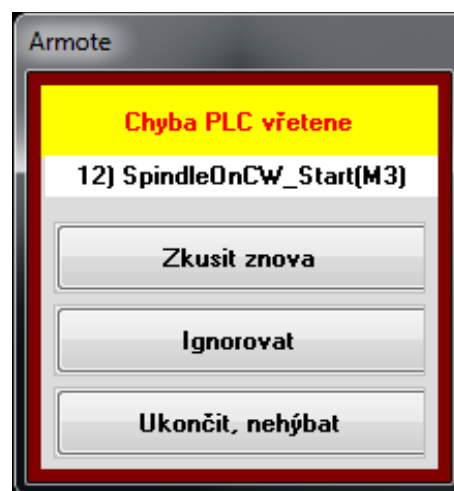 Armote
Chyba PLC vřetene
12) SpindleOnCW_Start(M3)
Zkusit znova
Ignorovat
Ukončit, nehýbat